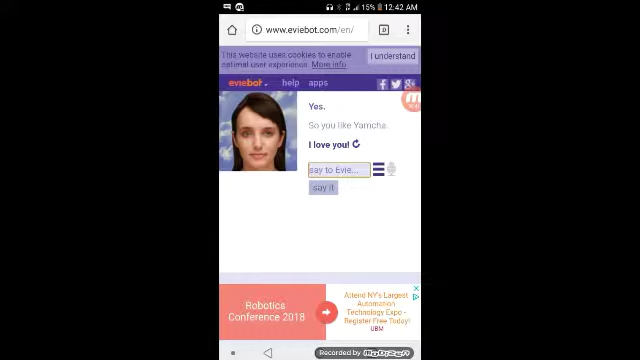 15% 12:42 AM
www.eviebot.com/en/
This website uses cookies to enable
optimal user experience. More info
I understand
eviebot help apps
Yes.
So you like Yamcha.
I love you!
say to Evie...
say it
Robotics
Conference 2018
Attend NY's Largest
Automation
Technology Expo -
Register Free Today!
UBM
Recorded by
MOBIZEN